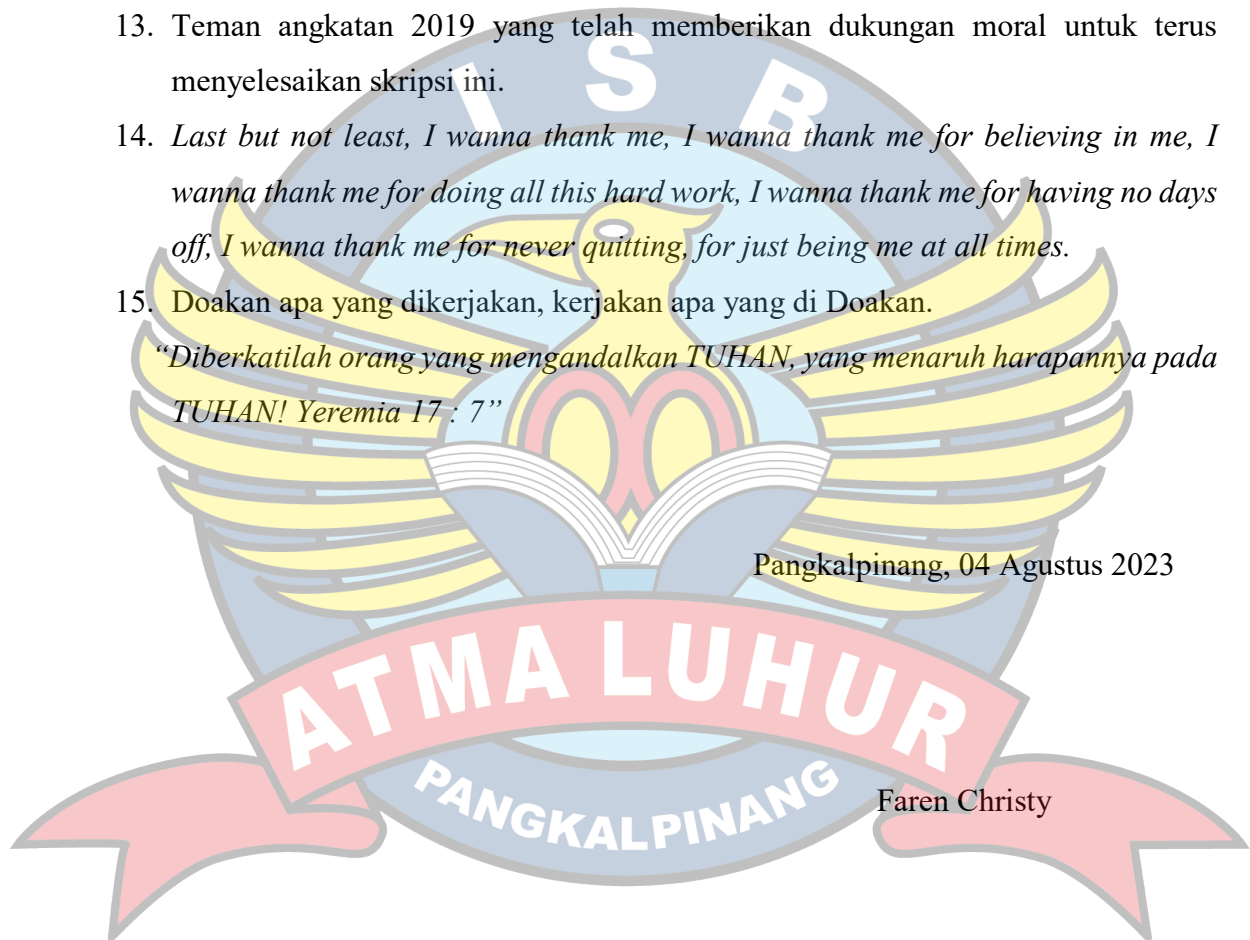 13. Teman angkatan 2019 yang telah memberikan dukungan moral untuk terus
menyelesaikan skripsi ini.
14. Last but not least, I wanna thank me, I wanna thank me for believing in me, I
wanna thank me for doing all this hard work, I wanna thank me for having no days
off, I wanna thank me for never quitting, for just being me at all times.
15. Doakan apa yang dikerjakan, kerjakan apa yang di Doakan.
“Diberkatilah orang yang mengandalkan TUHAN, yang menaruh harapannya pada
TUHAN! Yeremia 17 : 7”
Pangkalpinang, 04 Agustus 2023
Faren Christy
I S B
ATMA LUHUR
PANGKALPINANG